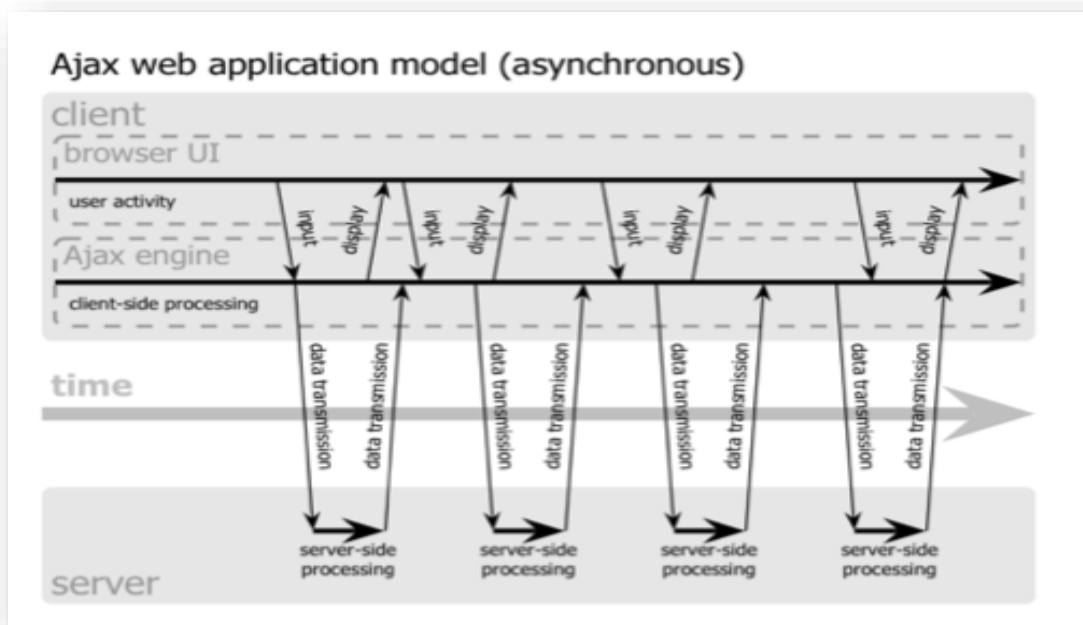 Ajax web application model (asynchronous)
client
browser UI
user activity
input
display
input
display
input
display
input
display
Ajax engine
client-side processing
data transmission
data transmission
data transmission
data transmission
data transmission
data transmission
data transmission
data transmission
time
server-side
processing
server-side
processing
server-side
processing
server-side
processing
server